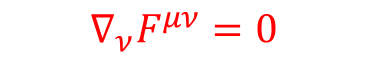 ∇_ν F^{μν} = 0